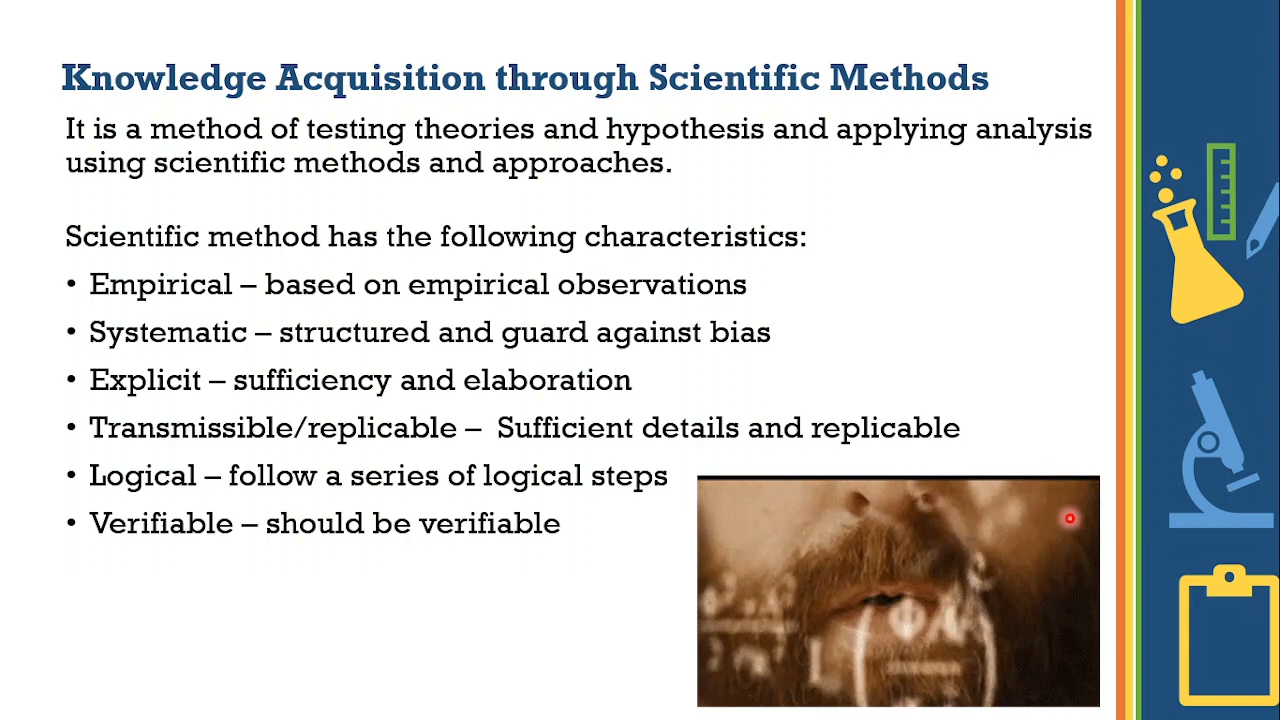 Knowledge Acquisition through Scientific Methods
It is a method of testing theories and hypothesis and applying analysis
using scientific methods and approaches.
Scientific method has the following characteristics:
• Empirical – based on empirical observations
• Systematic – structured and guard against bias
• Explicit – sufficiency and elaboration
• Transmissible/replicable – Sufficient details and replicable
• Logical – follow a series of logical steps
• Verifiable – should be verifiable